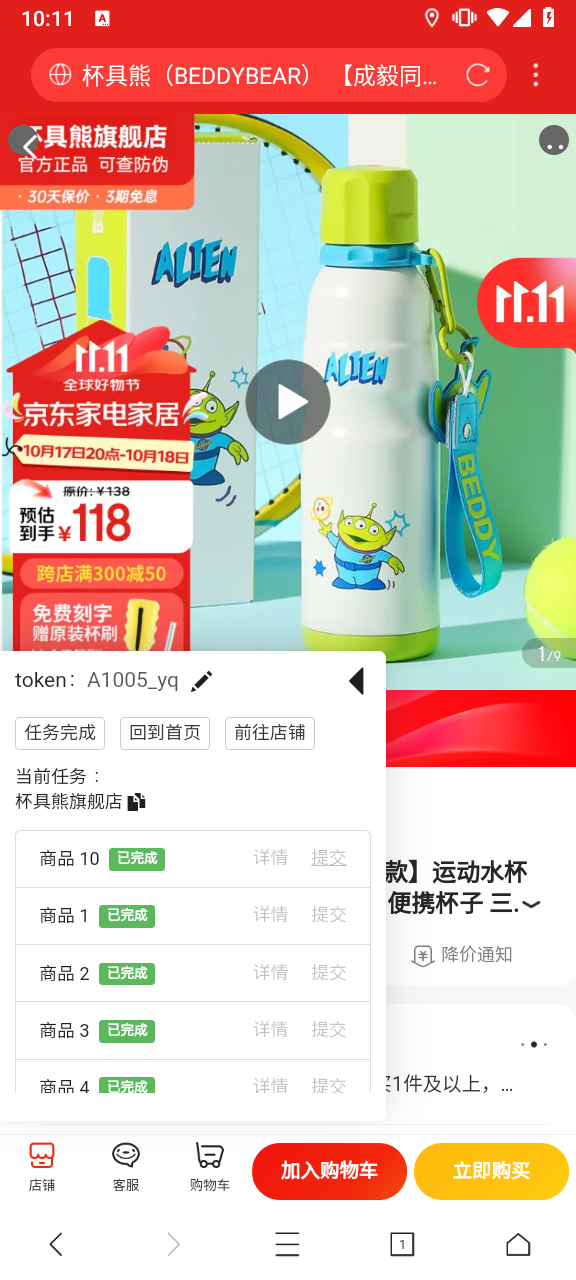 10:11
杯具熊（BEDDYBEAR） 【成毅同...
杯具熊旗舰店
官方正品 可查防伪
· 30天保价 · 3期免息
ALIEN
ALIEN
11.11
11.11
全球好物节
京东家电家居
10月17日20点-10月18日
原价:￥138
预估
到手 ￥118
跨店满300减50
免费刻字
赠原装杯刷
BEDDY
1/9
token： A1005_yq
任务完成 回到首页 前往店铺
当前任务：
杯具熊旗舰店
商品 10 已完成 详情 提交
商品 1 已完成 详情 提交
商品 2 已完成 详情 提交
商品 3 已完成 详情 提交
商品 4 已完成 详情 提交
款】运动水杯
便携杯子 三.
降价通知
买1件及以上，...
店铺 客服 购物车 加入购物车 立即购买
1